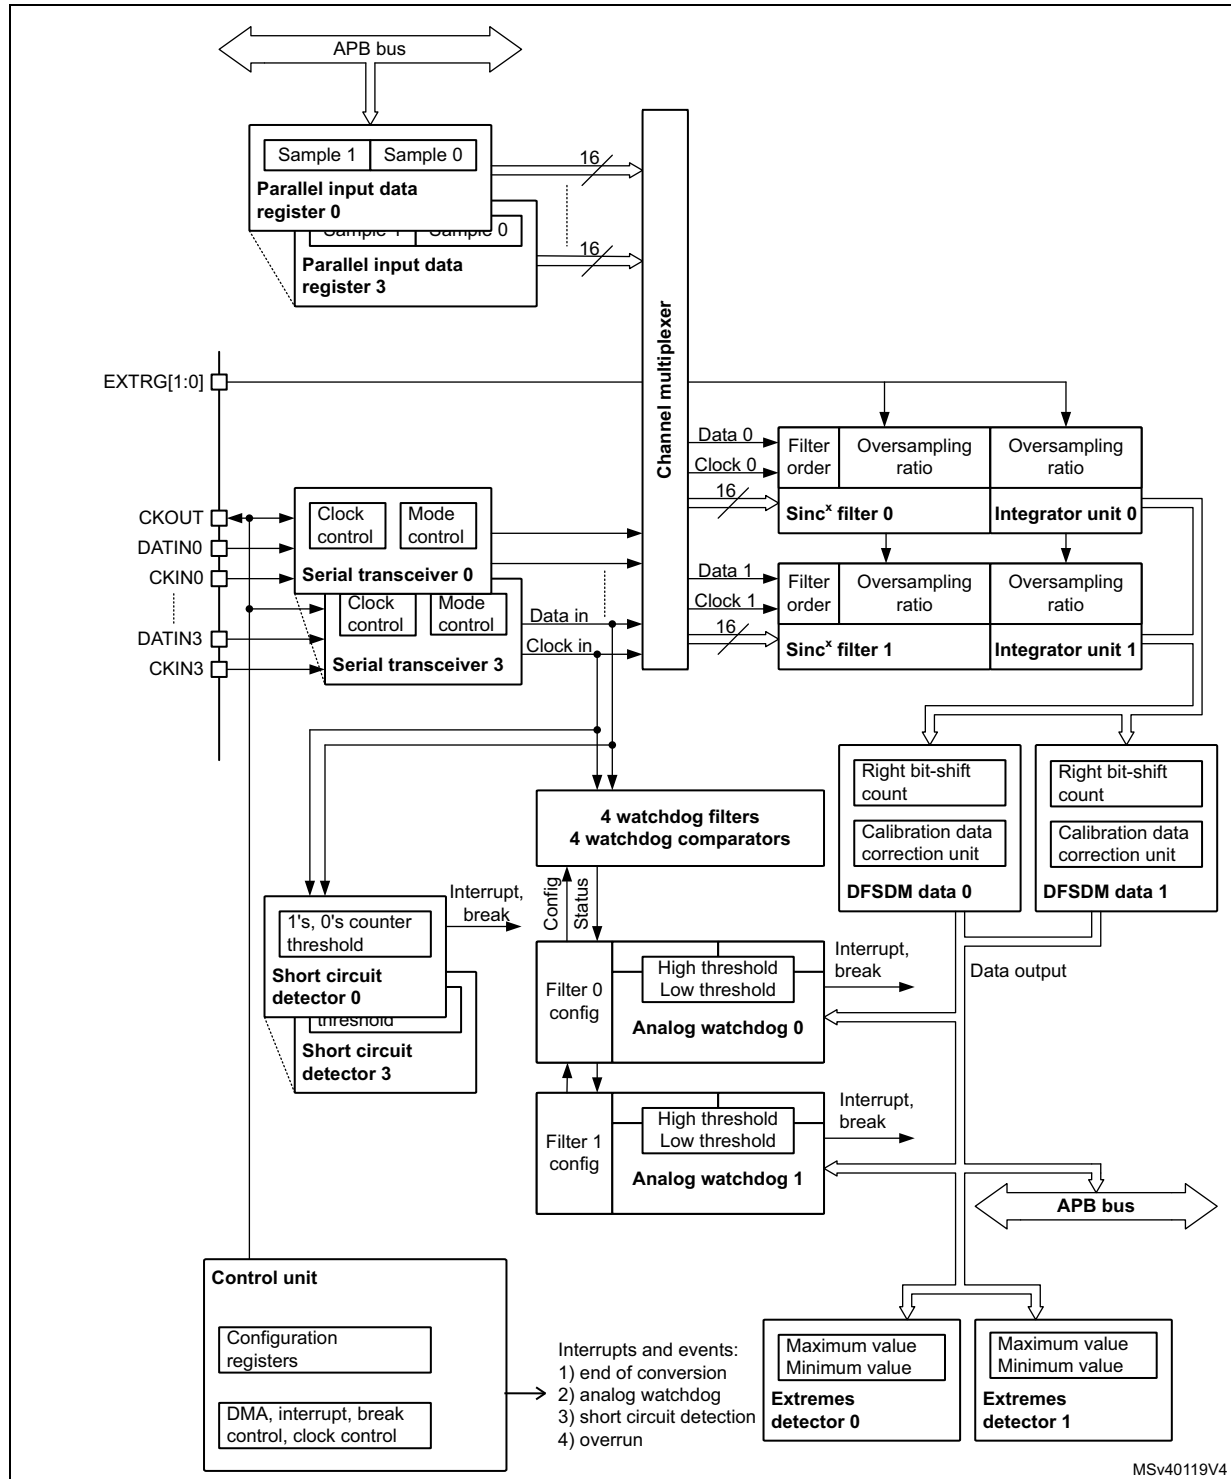 APB bus
Sample 1 Sample 0
Parallel input data
register 0
16
Sample 1 Sample 0
Parallel input data
register 3
16
Channel multiplexer
EXTRG[1:0]
CKOUT
DATIN0
CKIN0
DATIN3
CKIN3
Clock
control
Mode
control
Serial transceiver 0
Clock
control
Mode
control
Serial transceiver 3
Data in
Clock in
Data 0
Clock 0
16
Filter
order
Oversampling
ratio
Oversampling
ratio
Sincx filter 0
Integrator unit 0
Data 1
Clock 1
16
Filter
order
Oversampling
ratio
Oversampling
ratio
Sincx filter 1
Integrator unit 1
4 watchdog filters
4 watchdog comparators
Config
Status
Right bit-shift
count
Calibration data
correction unit
DFSDM data 0
Right bit-shift
count
Calibration data
correction unit
DFSDM data 1
1's, 0's counter
threshold
Short circuit
detector 0
Interrupt,
break
threshold
Short circuit
detector 3
Filter 0
config
High threshold
Low threshold
Analog watchdog 0
Interrupt,
break
Data output
Filter 1
config
High threshold
Low threshold
Analog watchdog 1
Interrupt,
break
APB bus
Control unit
Configuration
registers
DMA, interrupt, break
control, clock control
Interrupts and events:
1) end of conversion
2) analog watchdog
3) short circuit detection
4) overrun
Maximum value
Minimum value
Extremes
detector 0
Maximum value
Minimum value
Extremes
detector 1
MSv40119V4